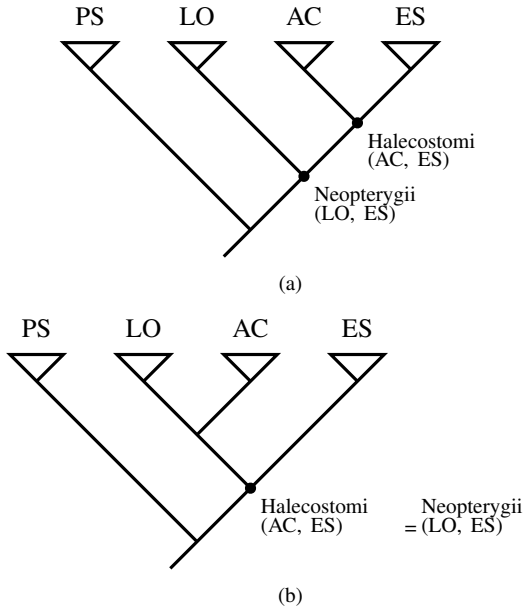 PS LO AC ES
Halecostomi
(AC, ES)
Neopterygii
(LO, ES)
(a)
PS LO AC ES
Halecostomi Neopterygii
(AC, ES) = (LO, ES)
(b)